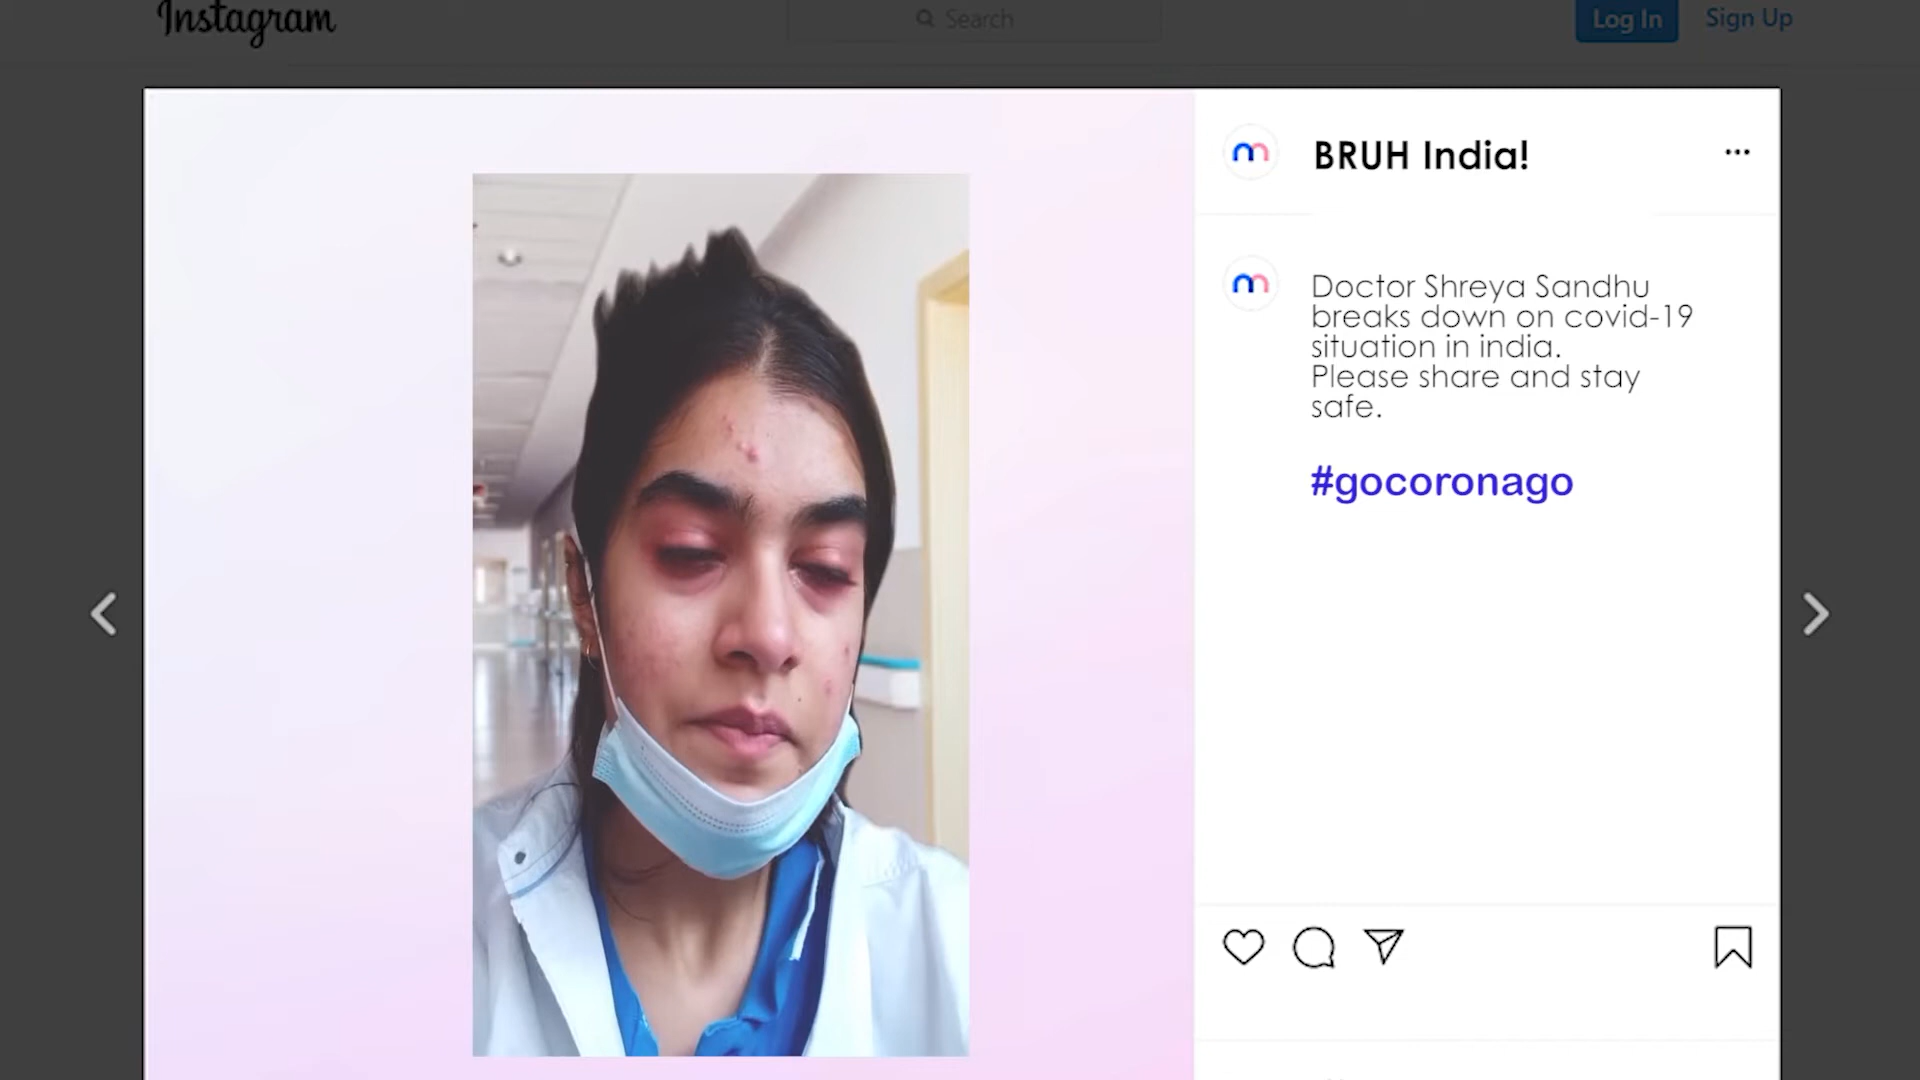 Instagram
Search
Log In
Sign Up
BRUH India!
Doctor Shreya Sandhu
breaks down on covid-19
situation in india.
Please share and stay
safe.
#gocoronago